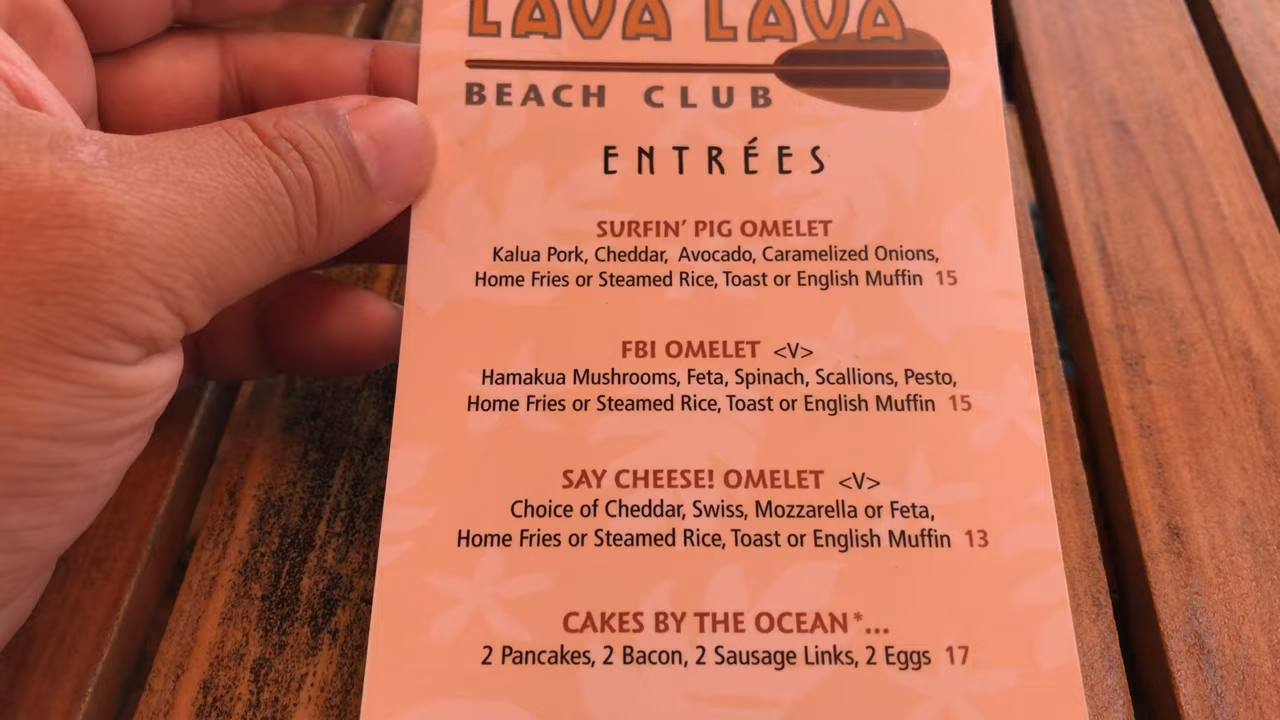 LAVA LAVA
BEACH CLUB
ENTRÉES
SURFIN' PIG OMELET
Kalua Pork, Cheddar, Avocado, Caramelized Onions,
Home Fries or Steamed Rice, Toast or English Muffin 15
FBI OMELET <V>
Hamakua Mushrooms, Feta, Spinach, Scallions, Pesto,
Home Fries or Steamed Rice, Toast or English Muffin 15
SAY CHEESE! OMELET <V>
Choice of Cheddar, Swiss, Mozzarella or Feta,
Home Fries or Steamed Rice, Toast or English Muffin 13
CAKES BY THE OCEAN*...
2 Pancakes, 2 Bacon, 2 Sausage Links, 2 Eggs 17